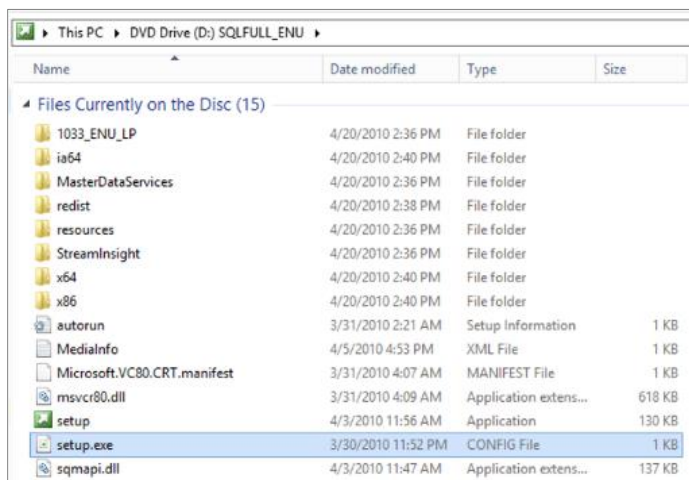 This PC DVD Drive (D:) SQLFULL_ENU
Name Date modified Type Size
Files Currently on the Disc (15)
1033_ENU_LP 4/20/2010 2:36 PM File folder
ia64 4/20/2010 2:40 PM File folder
MasterDataServices 4/20/2010 2:36 PM File folder
redist 4/20/2010 2:38 PM File folder
resources 4/20/2010 2:36 PM File folder
StreamInsight 4/20/2010 2:36 PM File folder
x64 4/20/2010 2:40 PM File folder
x86 4/20/2010 2:40 PM File folder
autorun 3/31/2010 2:21 AM Setup Information 1 KB
MediaInfo 4/5/2010 4:53 PM XML File 1 KB
Microsoft.VC80.CRT.manifest 3/31/2010 4:07 AM MANIFEST File 1 KB
msvcr80.dll 3/31/2010 4:09 AM Application extens... 618 KB
setup 4/3/2010 11:56 AM Application 130 KB
setup.exe 3/30/2010 11:52 PM CONFIG File 1 KB
sqmapi.dll 4/3/2010 11:47 AM Application extens... 137 KB